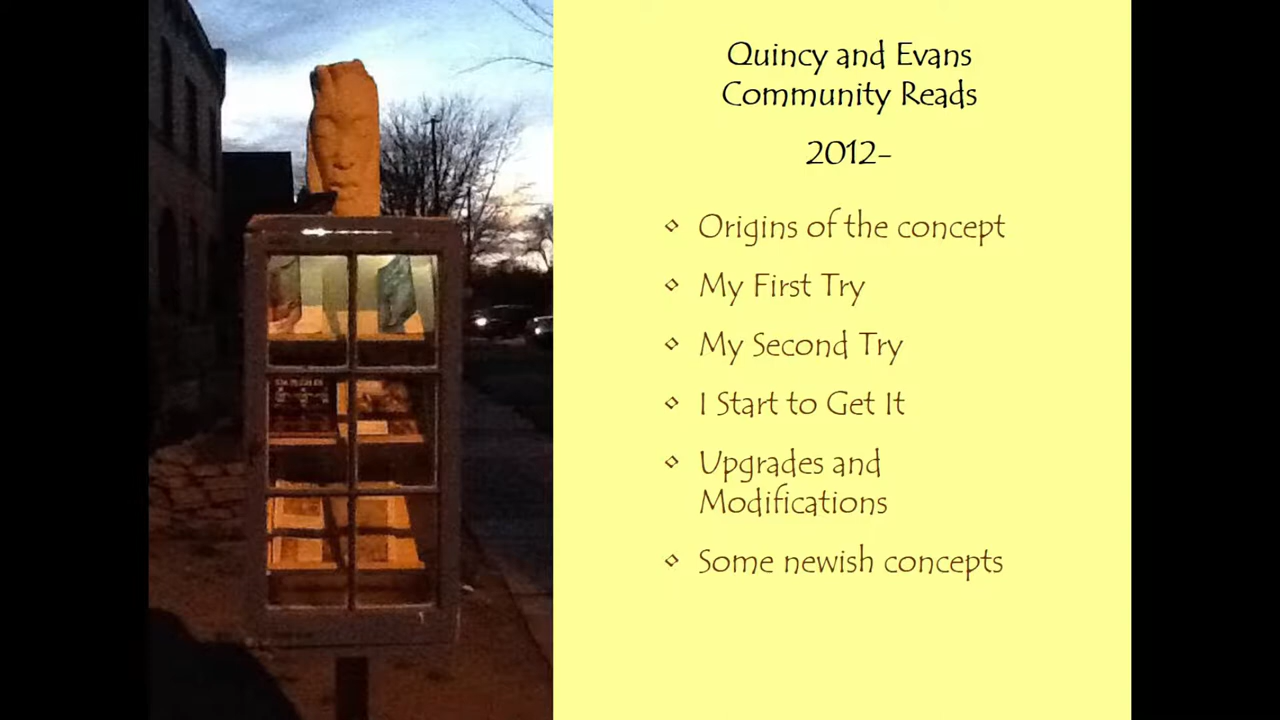 Quincy and Evans
Community Reads
2012-
Origins of the concept
My First Try
My Second Try
I Start to Get It
Upgrades and
Modifications
Some newish concepts